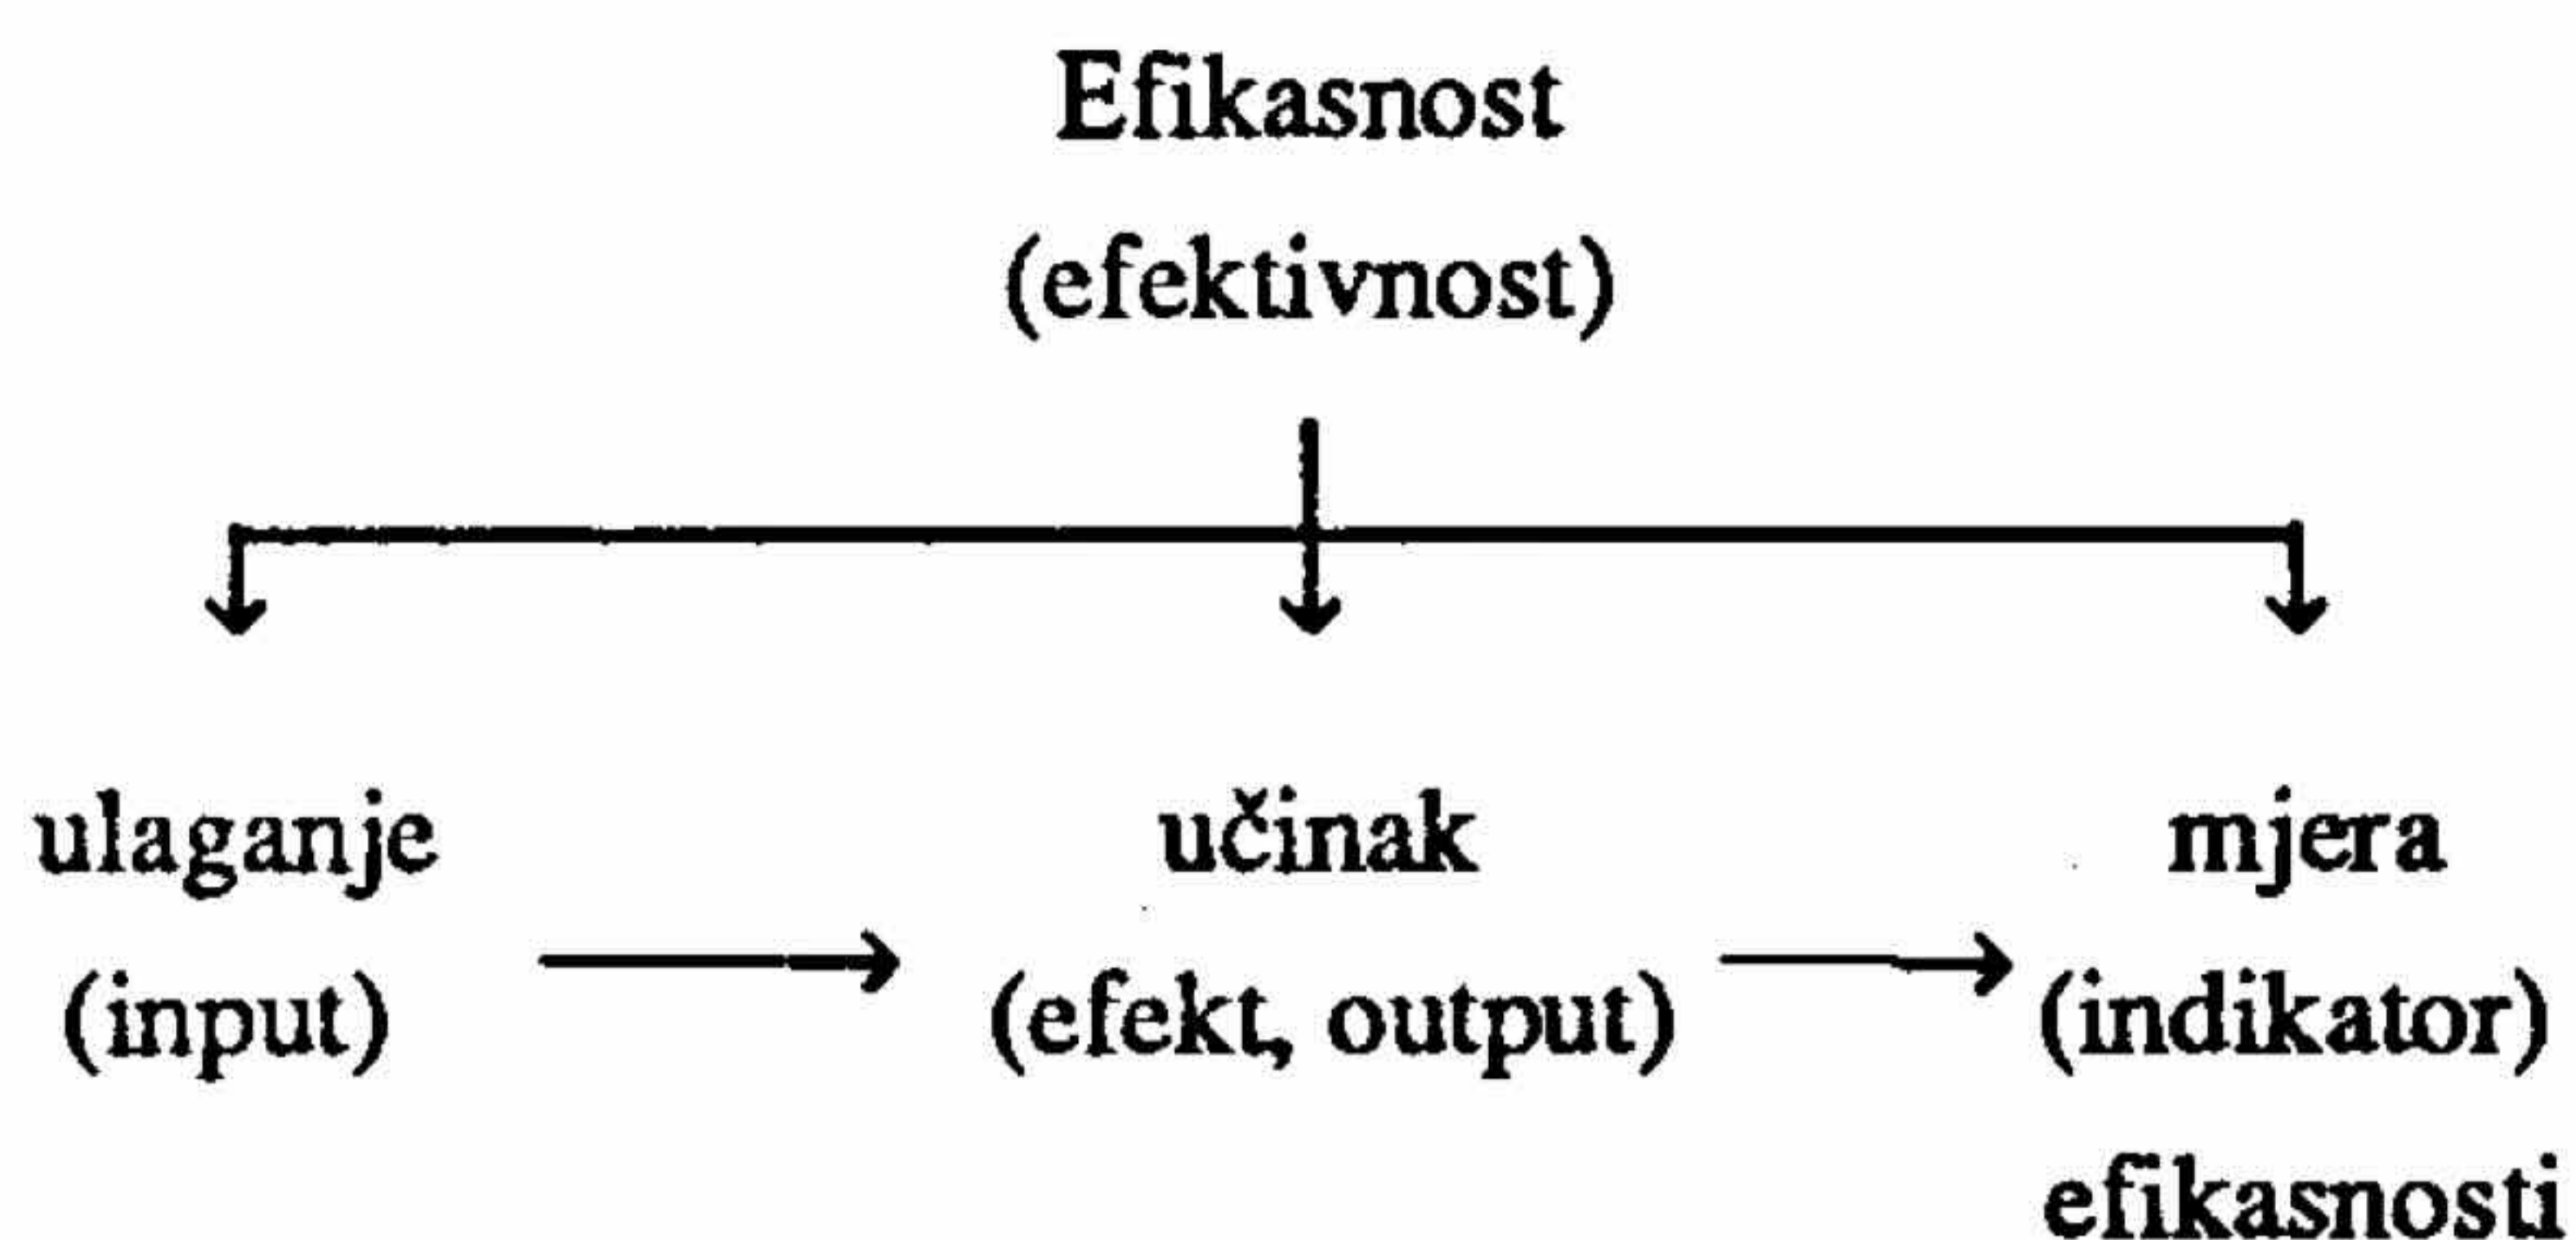 Efikasnost
(efektivnost)
ulaganje
(input)
učinak
(efekt, output)
mjera
(indikator)
efikasnosti